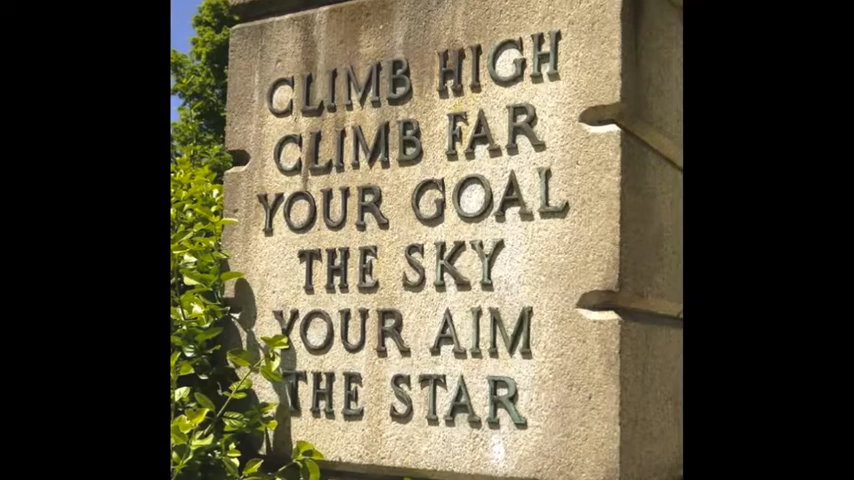 CLIMB HIGH
CLIMB FAR
YOUR GOAL
THE SKY
YOUR AIM
THE STAR